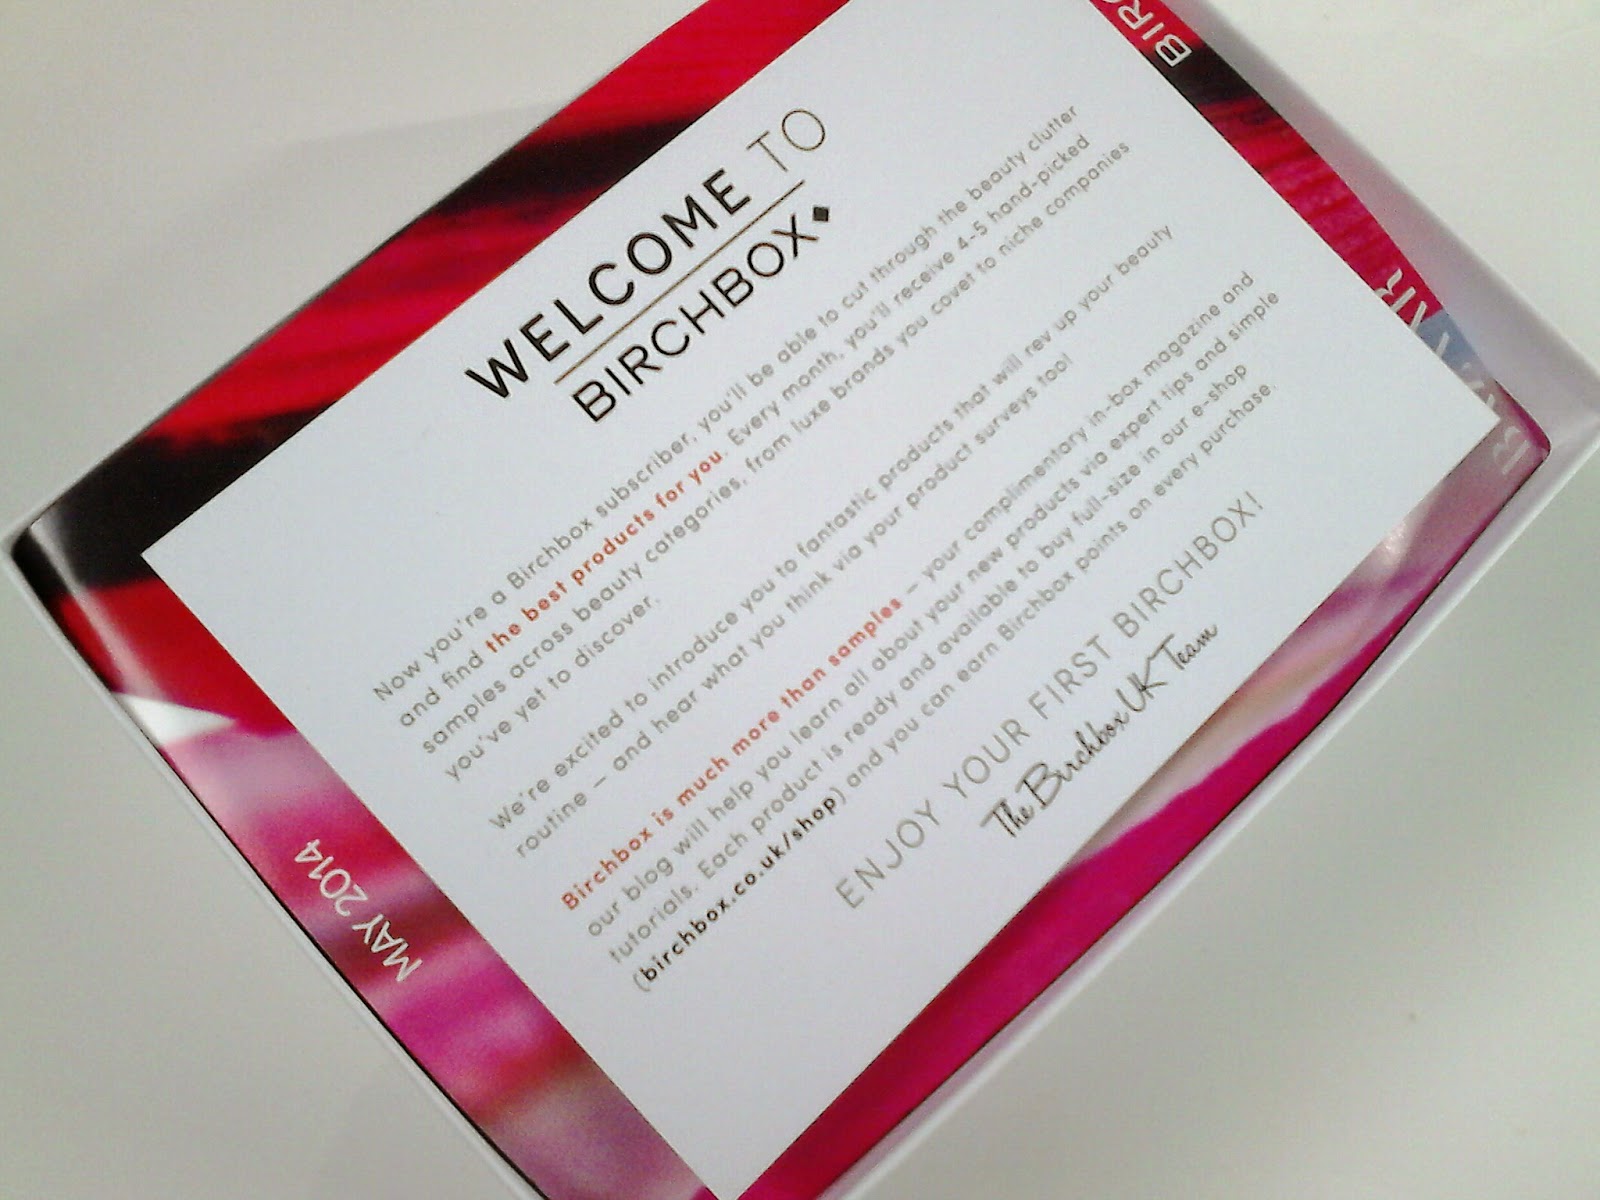 WELCOME TO
BIRCHBOX
Now you're a Birchbox subscriber, you'll be able to cut through the beauty clutter
and find the best products for you. Every month, you'll receive 4-5 hand-picked
samples across beauty categories, from luxe brands you covet to niche companies
you've yet to discover.
We're excited to introduce you to fantastic products that will rev up your beauty
routine – and hear what you think via your product surveys too!
Birchbox is much more than samples – your complimentary in-box magazine and
our blog will help you learn all about your new products via expert tips and simple
tutorials. Each product is ready and available to buy full-size in our e-shop
(birchbox.co.uk/shop) and you can earn Birchbox points on every purchase.
ENJOY YOUR FIRST BIRCHBOX!
The Birchbox UK Team
MAY 2014